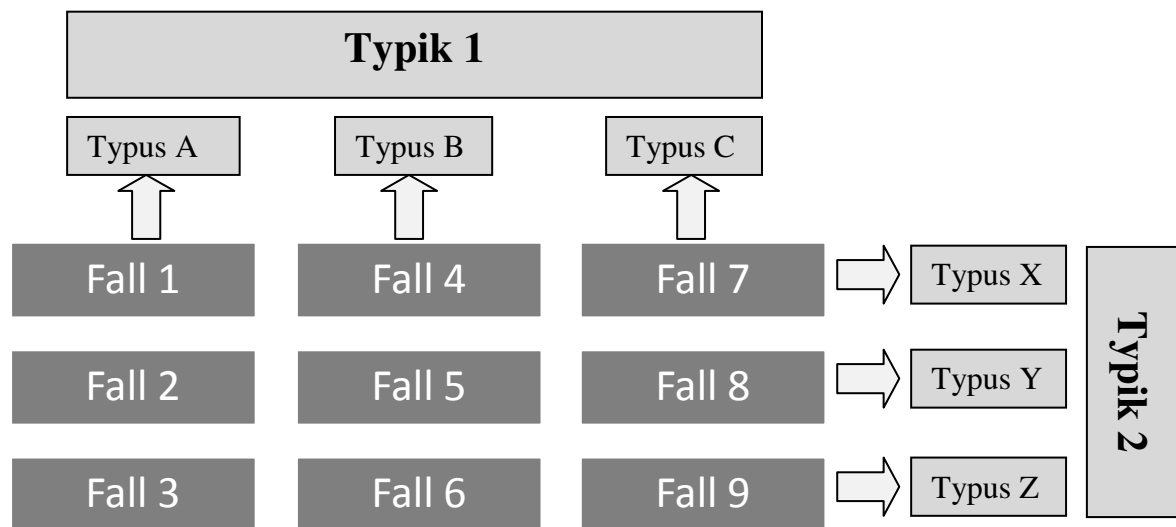 Typik 1
Typus A
Typus B
Typus C
Fall 1
Fall 4
Fall 7
Typus X
Fall 2
Fall 5
Fall 8
Typus Y
Fall 3
Fall 6
Fall 9
Typus Z
Typik 2